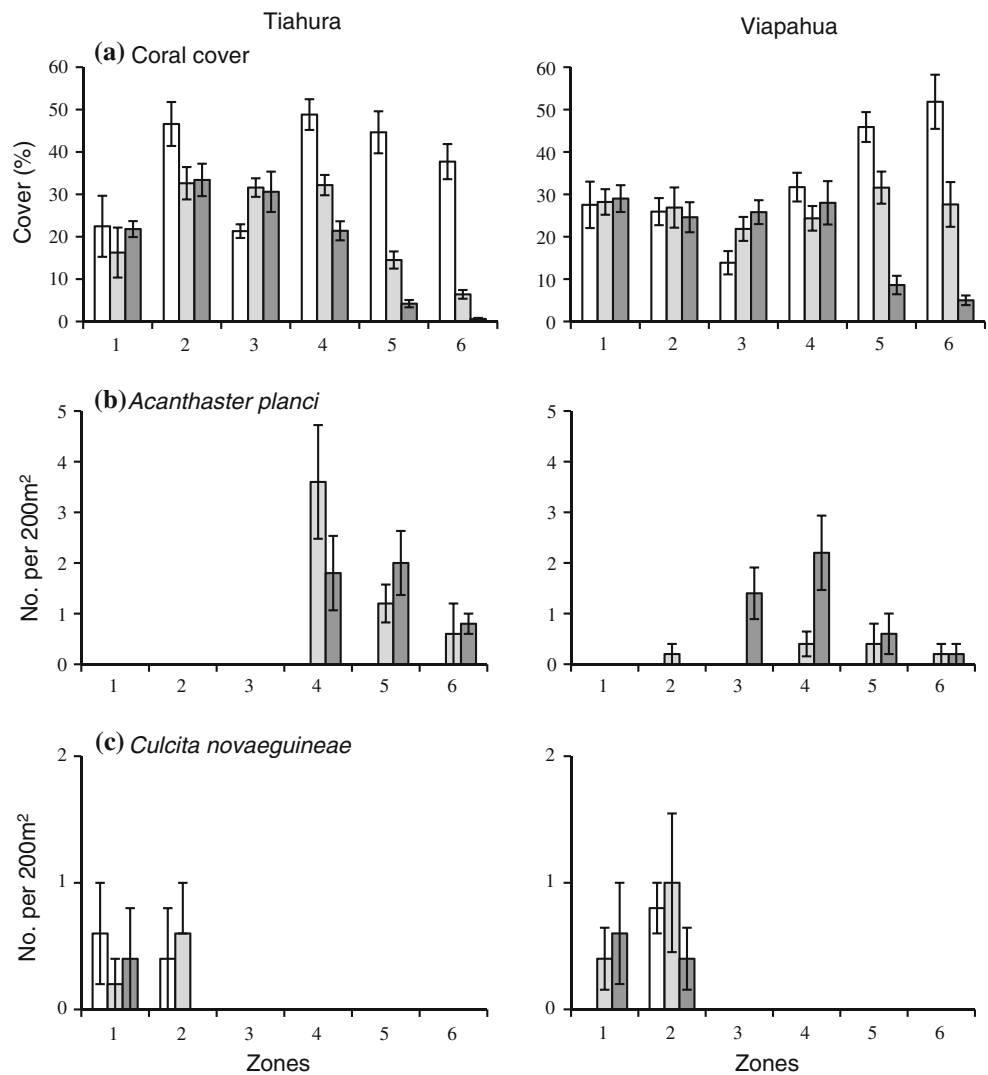 Tiahura
Viapahua
(a) Coral cover
60
50
40
30
20
10
0
Cover (%)
1 2 3 4 5 6
60
50
40
30
20
10
0
1 2 3 4 5 6
(b) Acanthaster planci
5
4
3
2
1
0
No. per 200m²
1 2 3 4 5 6
5
4
3
2
1
0
1 2 3 4 5 6
(c) Culcita novaeguineae
2
1
0
No. per 200m²
1 2 3 4 5 6
Zones
2
1
0
1 2 3 4 5 6
Zones